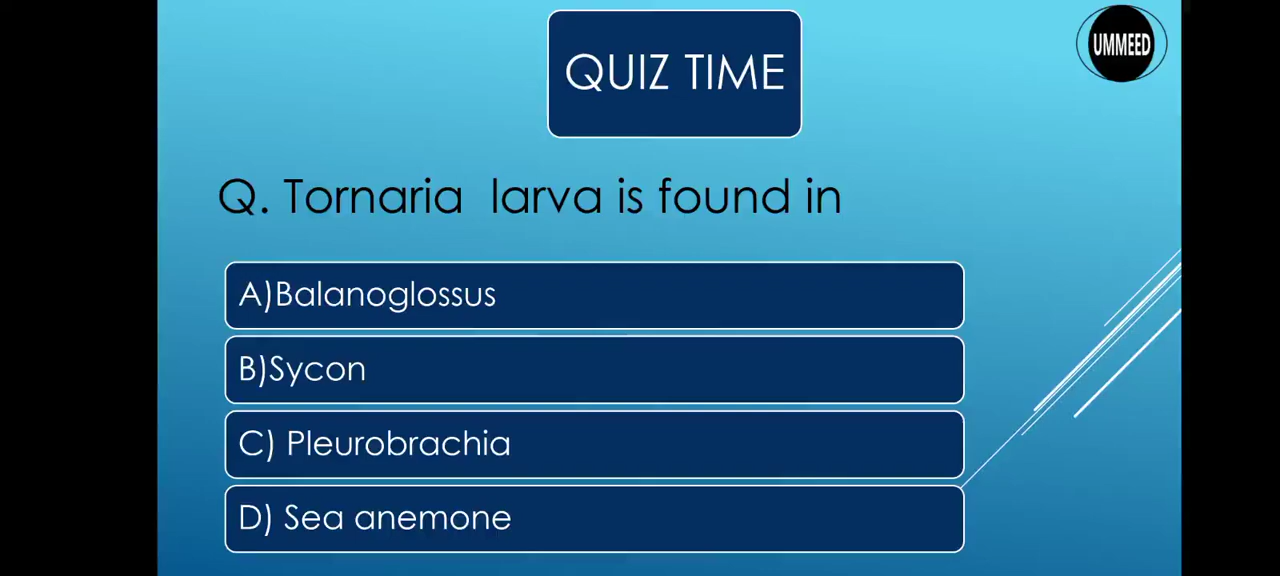 UMMEED
QUIZ TIME
Q. Tornaria larva is found in
A)Balanoglossus
B)Sycon
C) Pleurobrachia
D) Sea anemone